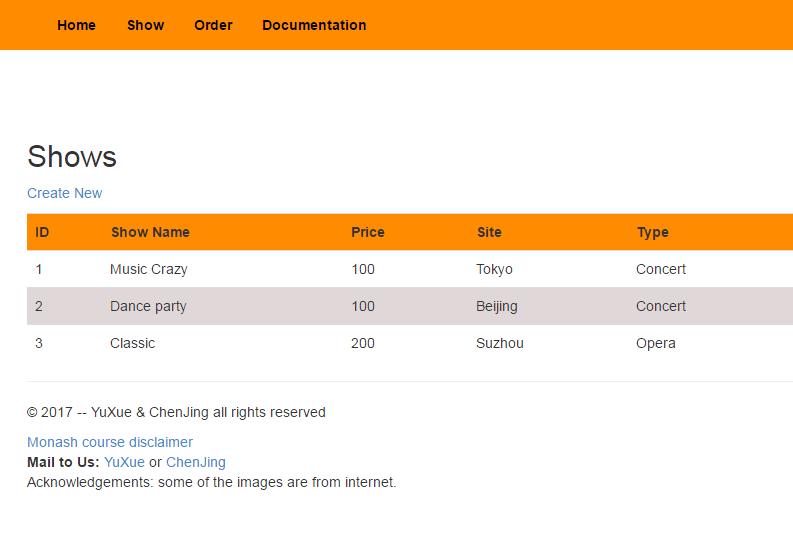 Home Show Order Documentation
Shows
Create New
ID Show Name Price Site Type
1 Music Crazy 100 Tokyo Concert
2 Dance party 100 Beijing Concert
3 Classic 200 Suzhou Opera
© 2017 -- YuXue & ChenJing all rights reserved
Monash course disclaimer
Mail to Us: YuXue or ChenJing
Acknowledgements: some of the images are from internet.